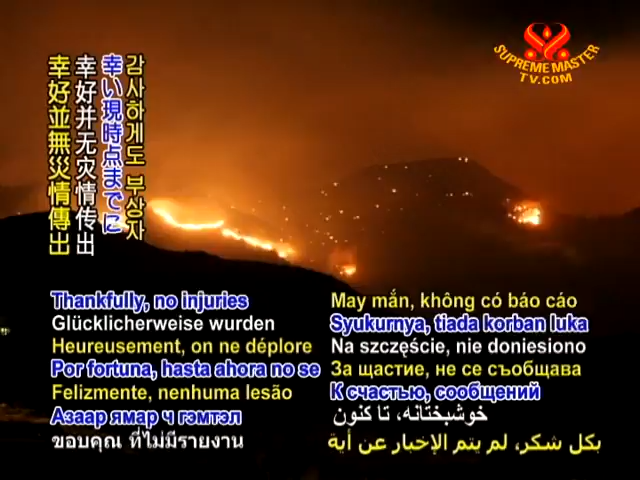 SUPREME MASTER
TV.COM
감사하게도 부상자
幸い現時点までに
幸好并无灾情传出
幸好並無災情傳出
Thankfully, no injuries
Glücklicherweise wurden
Heureusement, on ne déplore
Por fortuna, hasta ahora no se
Felizmente, nenhuma lesão
Азаар ямар ч гэмтэл
ขอบคุณ ที่ไม่มีรายงาน
May mắn, không có báo cáo
Syukurnya, tiada korban luka
Na szczęście, nie doniesiono
За щастие, не се съобщава
К счастью, сообщений
خوشبختانه، تا کنون
بكل شكر، لم يتم الإخبار عن أية